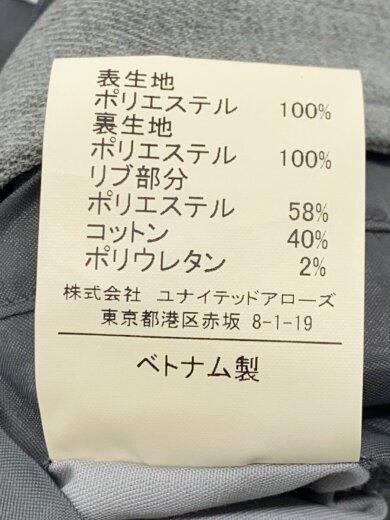 表生地
ポリエステル 100%
裏生地
ポリエステル 100%
リブ部分
ポリエステル 58%
コットン 40%
ポリウレタン 2%
株式会社 ユナイテッドアローズ
東京都港区赤坂 8-1-19
ベトナム製